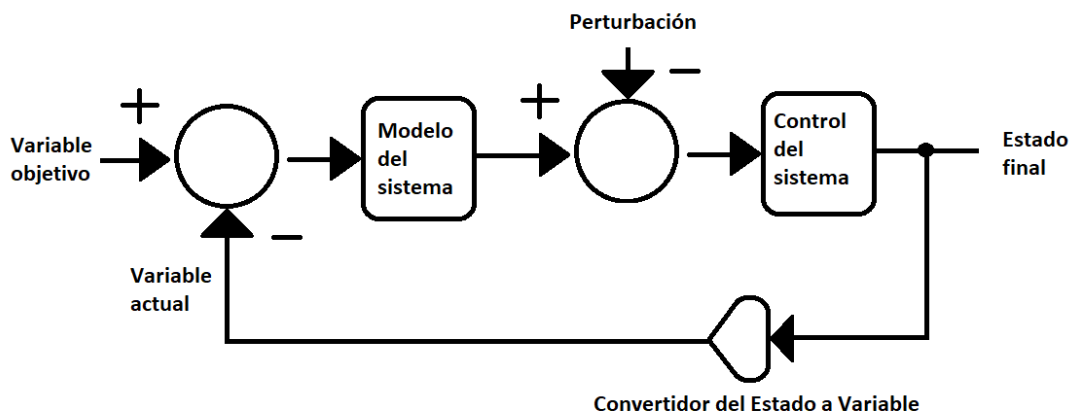 Perturbación
−
+
+
Variable
objetivo
Modelo
del
sistema
Control
del
sistema
Estado
final
−
Variable
actual
Convertidor del Estado a Variable